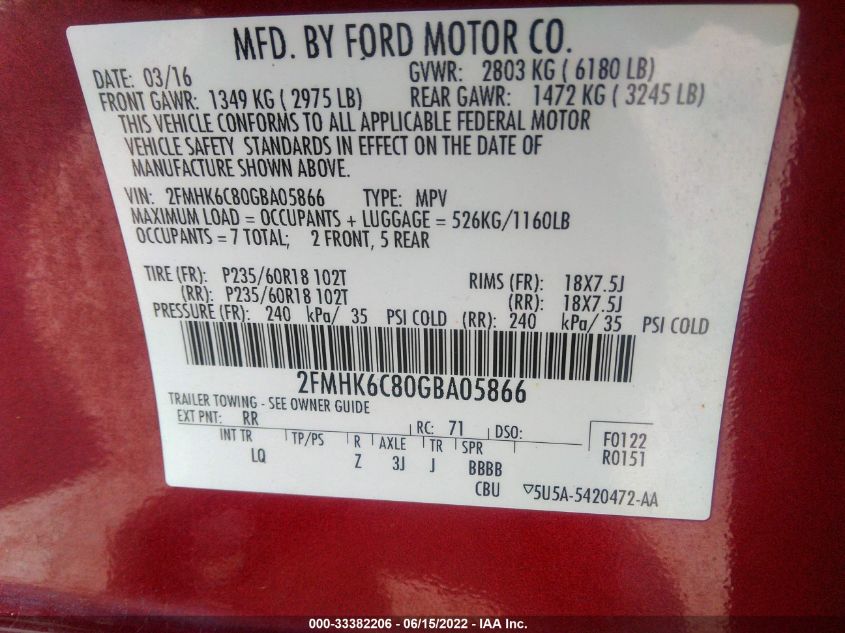 MFD. BY FORD MOTOR CO.
DATE: 03/16 GVWR: 2803 KG ( 6180 LB)
FRONT GAWR: 1349 KG ( 2975 LB) REAR GAWR: 1472 KG ( 3245 LB)
THIS VEHICLE CONFORMS TO ALL APPLICABLE FEDERAL MOTOR
VEHICLE SAFETY STANDARDS IN EFFECT ON THE DATE OF
MANUFACTURE SHOWN ABOVE.
VIN: 2FMHK6C80GBA05866 TYPE: MPV
MAXIMUM LOAD = OCCUPANTS + LUGGAGE = 526KG/1160LB
OCCUPANTS = 7 TOTAL; 2 FRONT, 5 REAR
TIRE (FR): P235/60R18 102T RIMS (FR): 18X7.5J
(RR): P235/60R18 102T (RR): 18X7.5J
PRESSURE (FR): 240 kPa/ 35 PSI COLD (RR): 240 kPa/ 35 PSI COLD
2FMHK6C80GBA05866
TRAILER TOWING - SEE OWNER GUIDE
EXT PNT: RR RC: 71 DSO: F0122
INT TR TP/PS R AXLE TR SPR R0151
LQ Z 3J J BBBB
CBU ▽5U5A-5420472-AA
000-33382206 - 06/15/2022 - IAA Inc.